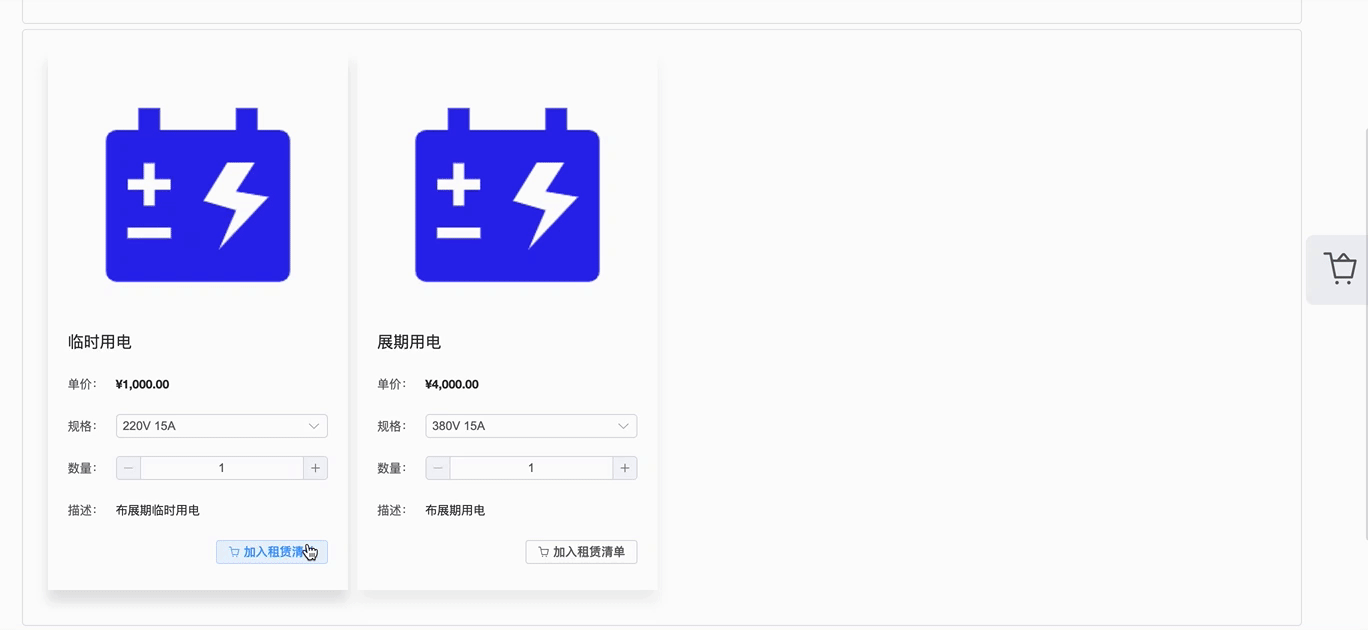 临时用电
单价： ¥1,000.00
规格： 220V 15A
数量： 1
描述： 布展期临时用电
加入租赁清
展期用电
单价： ¥4,000.00
规格： 380V 15A
数量： 1
描述： 布展期用电
加入租赁清单